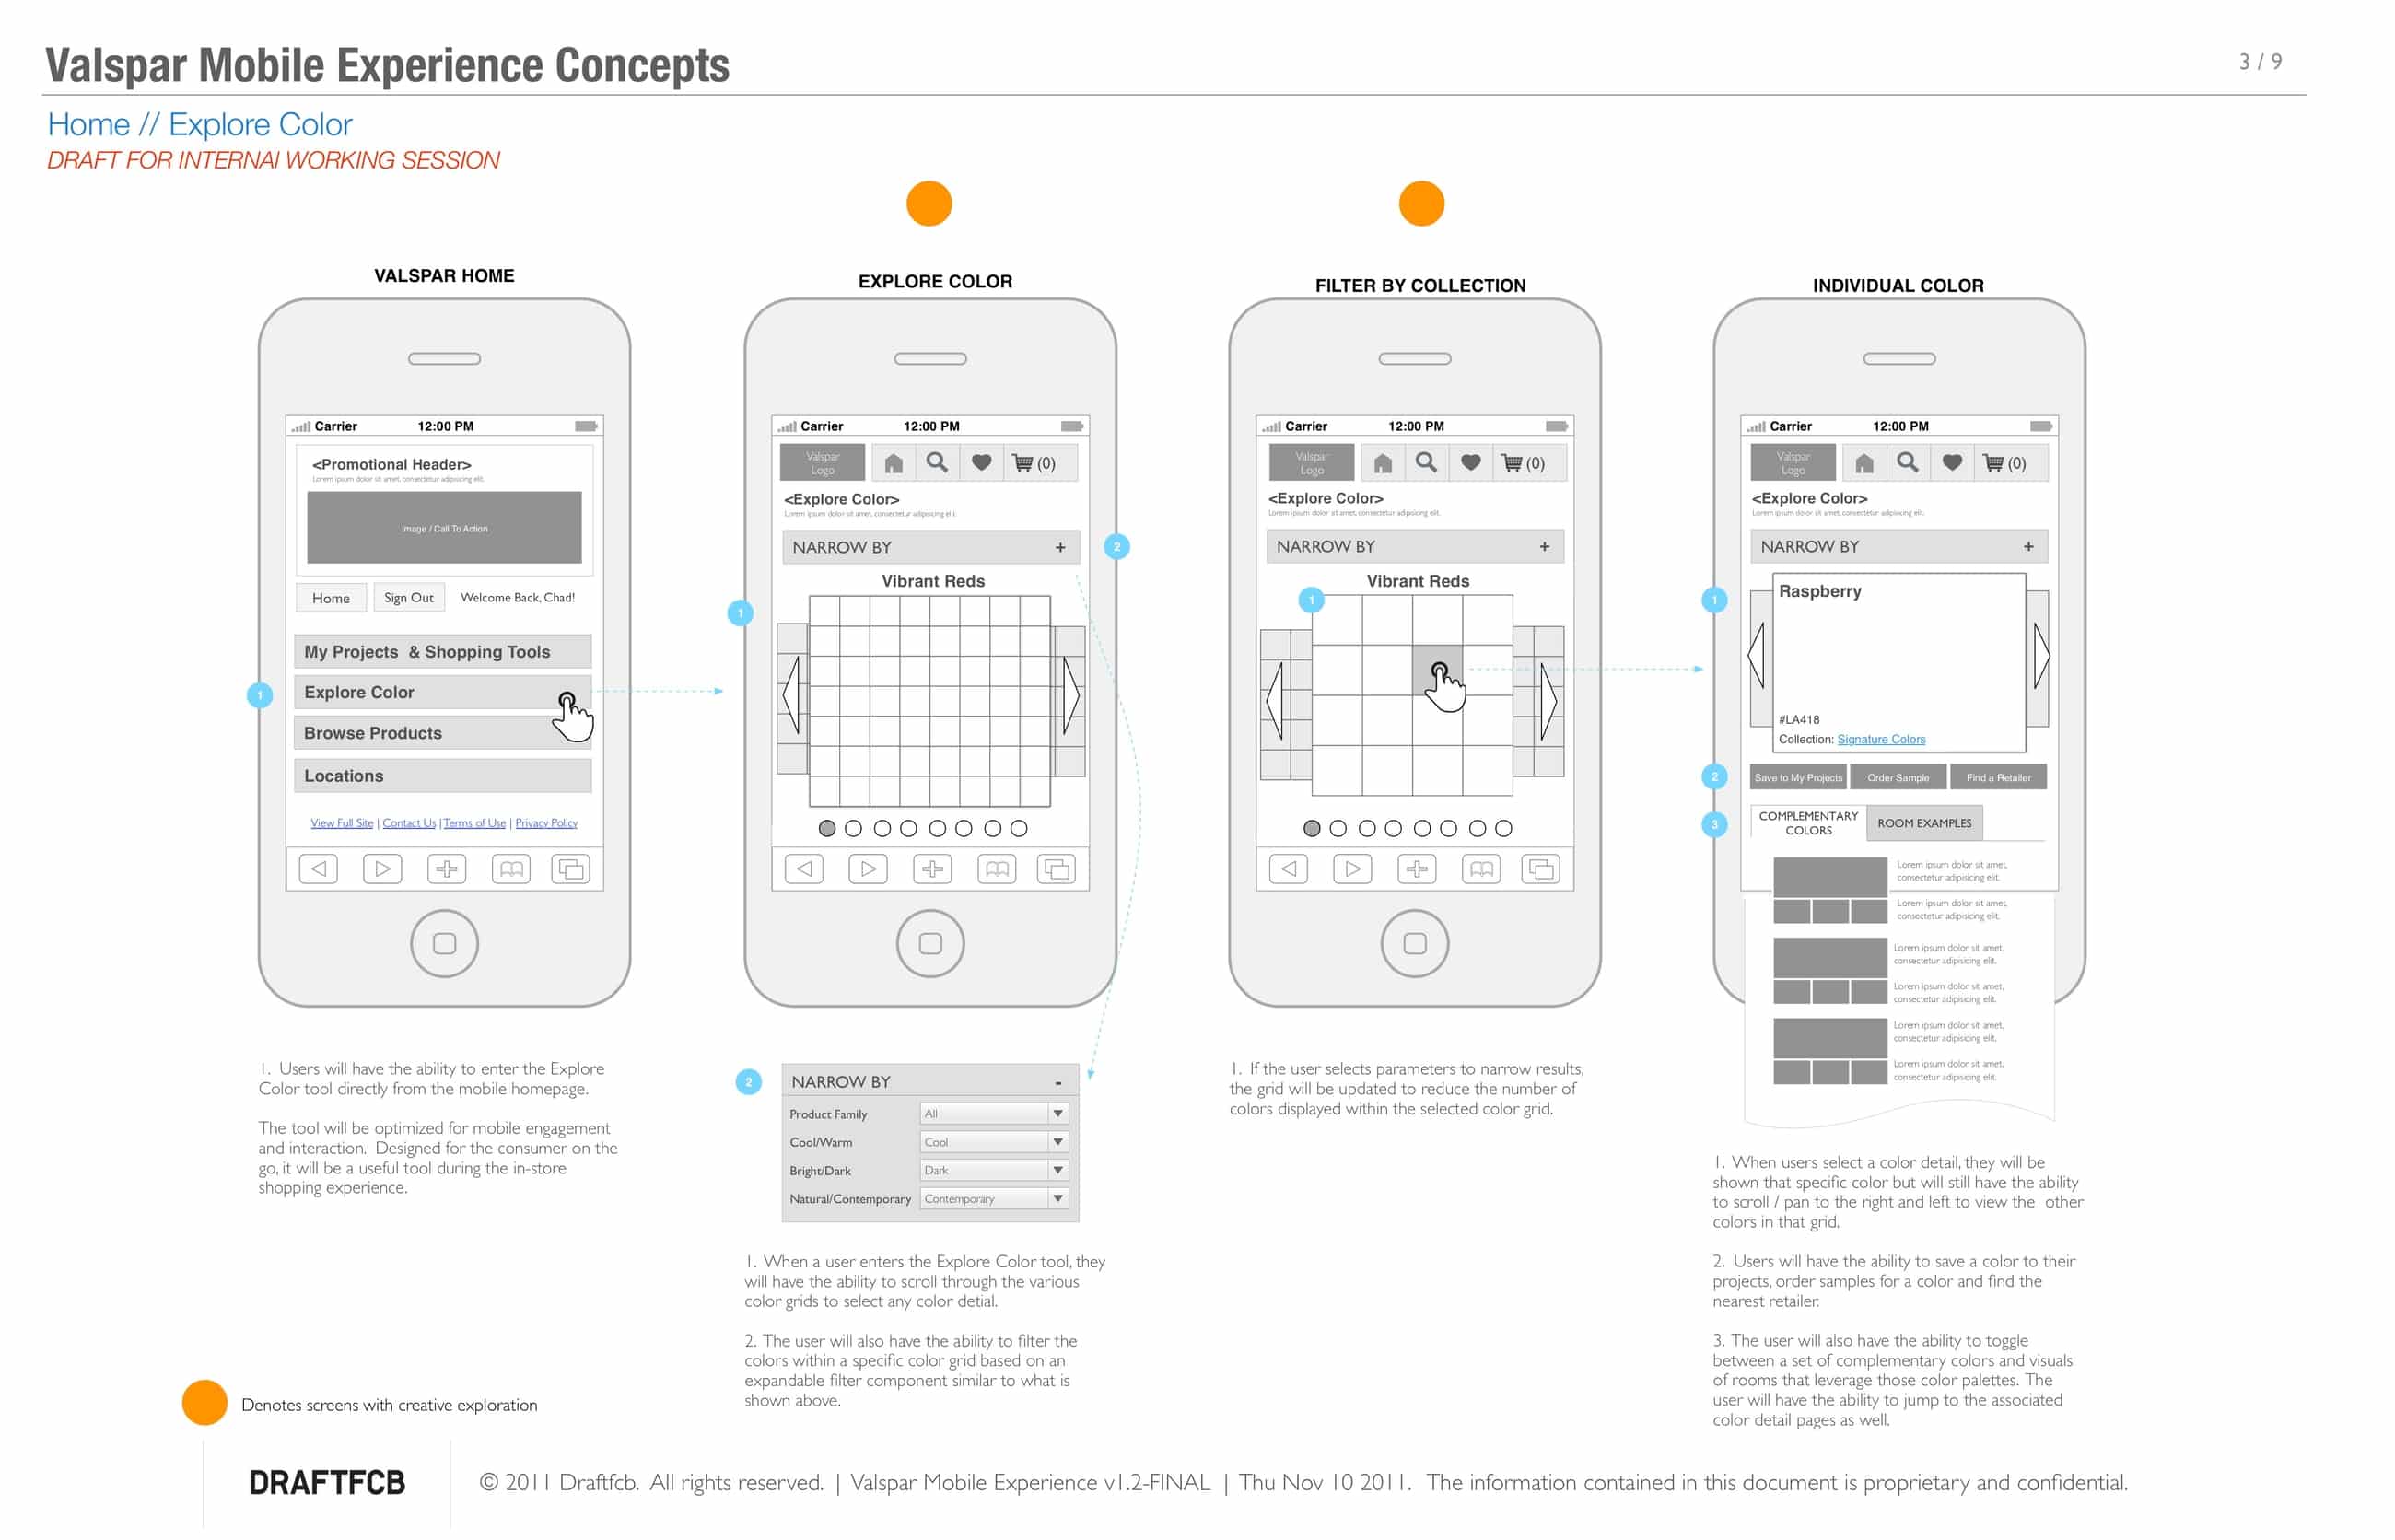 Valspar Mobile Experience Concepts
3 / 9
Home // Explore Color
DRAFT FOR INTERNAl WORKING SESSION
VALSPAR HOME
Carrier 12:00 PM
<Promotional Header>
Lorem ipsum dolor sit amet, consectetur adipisicing elit.
Image / Call To Action
Home Sign Out Welcome Back, Chad!
My Projects & Shopping Tools
1
Explore Color
Browse Products
Locations
View Full Site | Contact Us | Terms of Use | Privacy Policy
1. Users will have the ability to enter the Explore
Color tool directly from the mobile homepage.
The tool will be optimized for mobile engagement
and interaction. Designed for the consumer on the
go, it will be a useful tool during the in-store
shopping experience.
EXPLORE COLOR
Carrier 12:00 PM
Valspar
Logo
(0)
<Explore Color>
Lorem ipsum dolor sit amet, consectetur adipisicing elit.
NARROW BY +
2
Vibrant Reds
1
2
NARROW BY -
Product Family All
Cool/Warm Cool
Bright/Dark Dark
Natural/Contemporary Contemporary
1. When a user enters the Explore Color tool, they
will have the ability to scroll through the various
color grids to select any color detial.
2. The user will also have the ability to filter the
colors within a specific color grid based on an
expandable filter component similar to what is
shown above.
FILTER BY COLLECTION
Carrier 12:00 PM
Valspar
Logo
(0)
<Explore Color>
Lorem ipsum dolor sit amet, consectetur adipisicing elit.
NARROW BY +
Vibrant Reds
1
1. If the user selects parameters to narrow results,
the grid will be updated to reduce the number of
colors displayed within the selected color grid.
INDIVIDUAL COLOR
Carrier 12:00 PM
Valspar
Logo
(0)
<Explore Color>
Lorem ipsum dolor sit amet, consectetur adipisicing elit.
NARROW BY +
1
Raspberry
#LA418
Collection: Signature Colors
2
Save to My Projects Order Sample Find a Retailer
3
COMPLEMENTARY
COLORS
ROOM EXAMPLES
Lorem ipsum dolor sit amet,
consectetur adipisicing elit.
Lorem ipsum dolor sit amet,
consectetur adipisicing elit.
Lorem ipsum dolor sit amet,
consectetur adipisicing elit.
Lorem ipsum dolor sit amet,
consectetur adipisicing elit.
Lorem ipsum dolor sit amet,
consectetur adipisicing elit.
Lorem ipsum dolor sit amet,
consectetur adipisicing elit.
1. When users select a color detail, they will be
shown that specific color but will still have the ability
to scroll / pan to the right and left to view the other
colors in that grid.
2. Users will have the ability to save a color to their
projects, order samples for a color and find the
nearest retailer.
3. The user will also have the ability to toggle
between a set of complementary colors and visuals
of rooms that leverage those color palettes. The
user will have the ability to jump to the associated
color detail pages as well.
Denotes screens with creative exploration
DRAFTFCB
© 2011 Draftfcb. All rights reserved. | Valspar Mobile Experience v1.2-FINAL | Thu Nov 10 2011. The information contained in this document is proprietary and confidential.